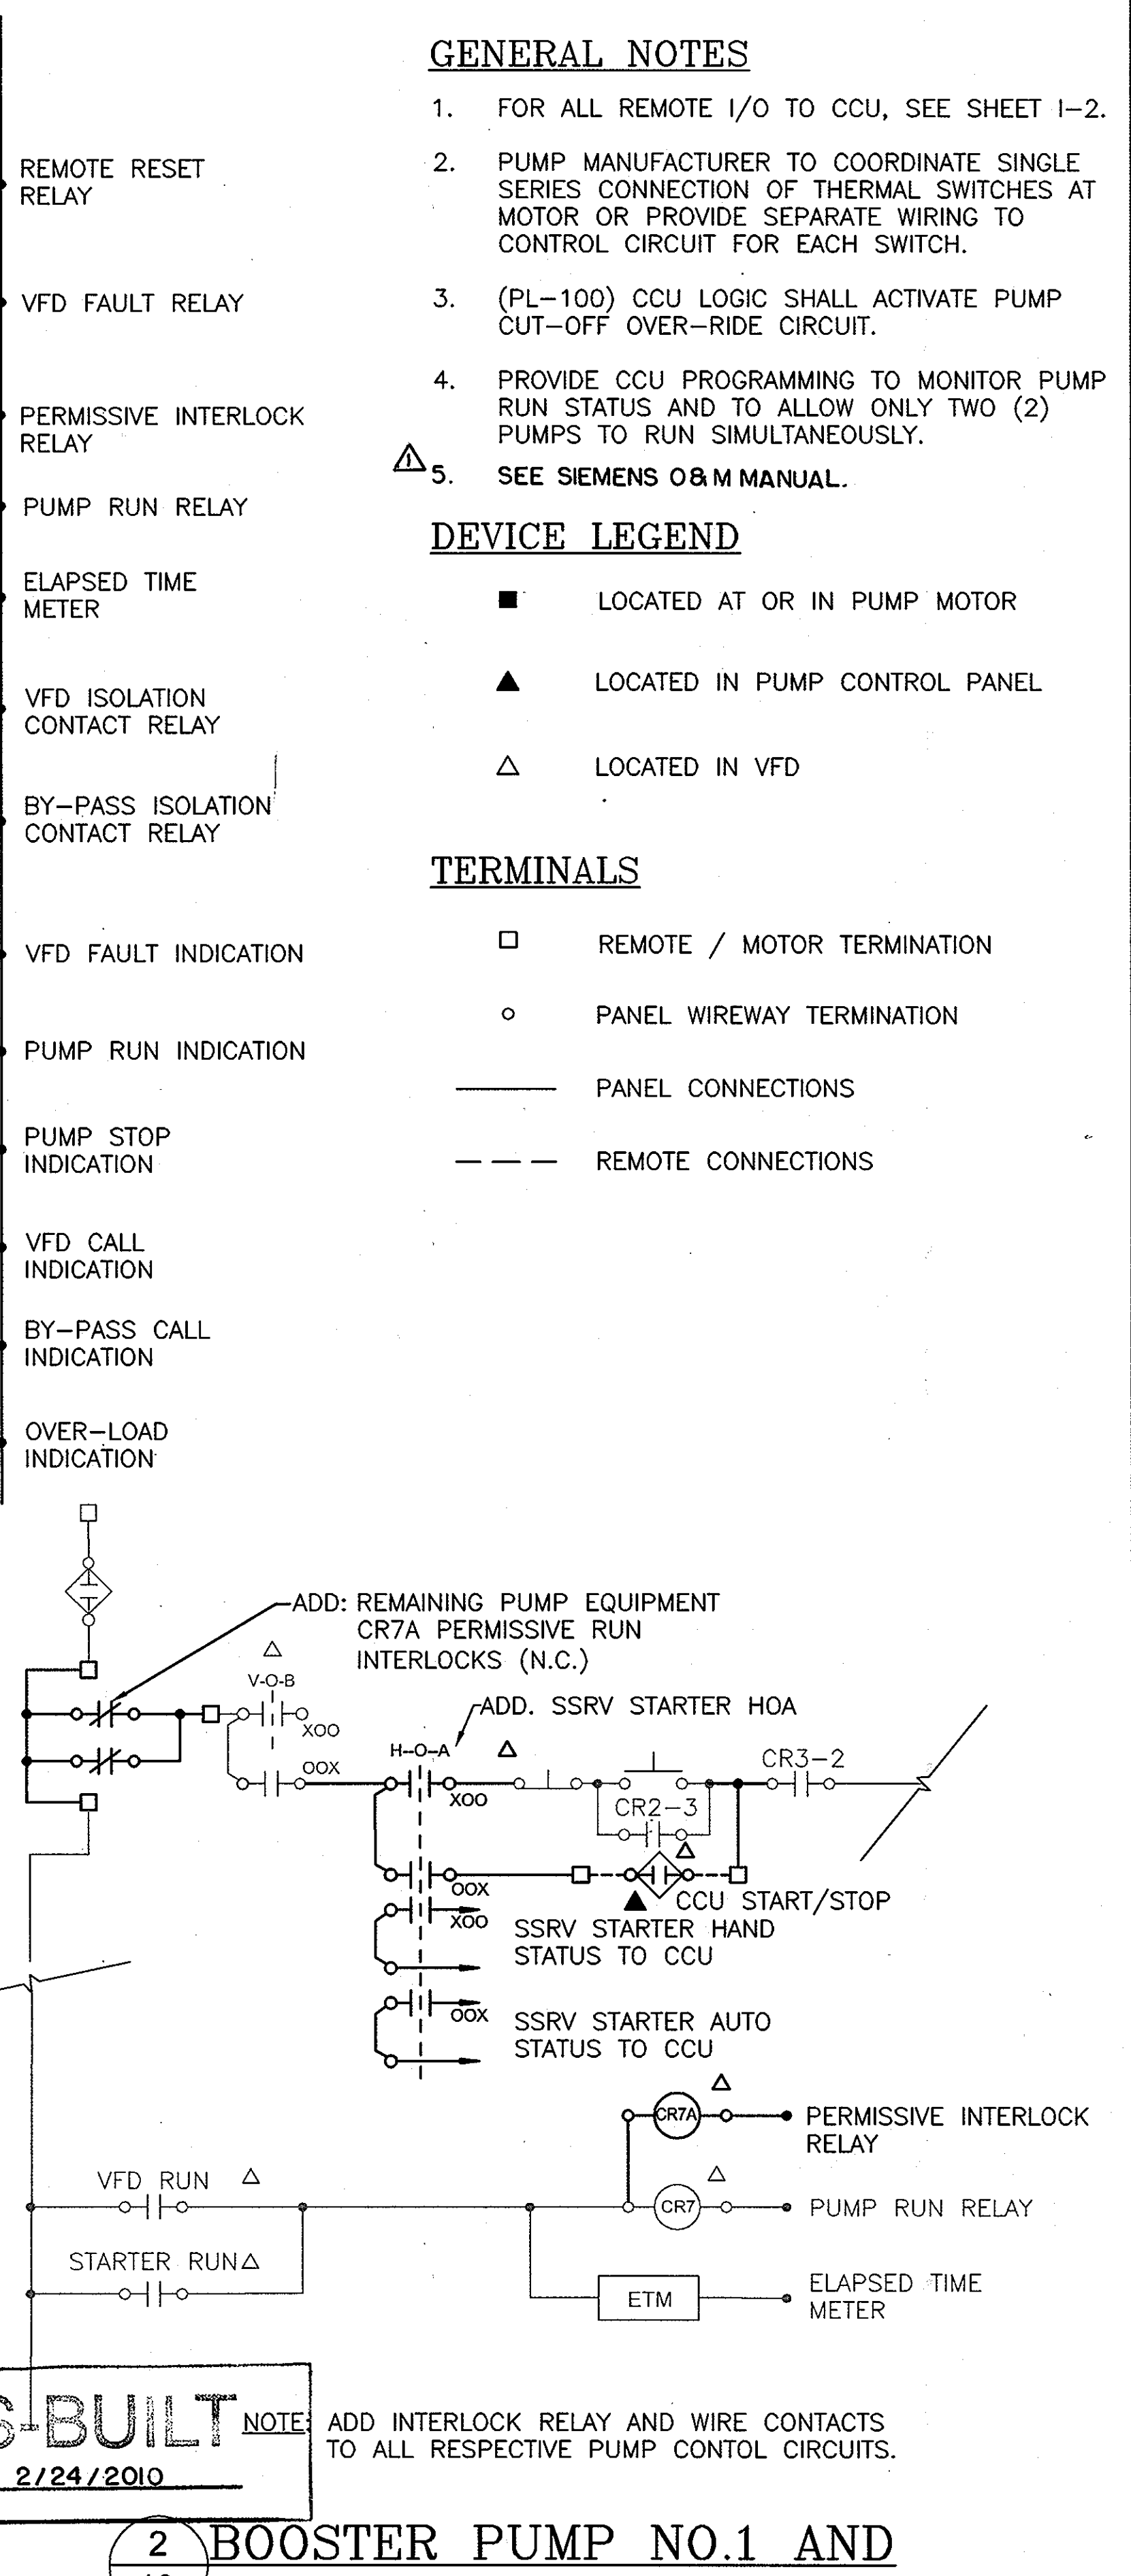 GENERAL NOTES
1. FOR ALL REMOTE I/O TO CCU, SEE SHEET I-2.
2. PUMP MANUFACTURER TO COORDINATE SINGLE
SERIES CONNECTION OF THERMAL SWITCHES AT
MOTOR OR PROVIDE SEPARATE WIRING TO
CONTROL CIRCUIT FOR EACH SWITCH.
3. (PL-100) CCU LOGIC SHALL ACTIVATE PUMP
CUT-OFF OVER-RIDE CIRCUIT.
4. PROVIDE CCU PROGRAMMING TO MONITOR PUMP
RUN STATUS AND TO ALLOW ONLY TWO (2)
PUMPS TO RUN SIMULTANEOUSLY.
1 5. SEE SIEMENS O&M MANUAL.
DEVICE LEGEND
LOCATED AT OR IN PUMP MOTOR
LOCATED IN PUMP CONTROL PANEL
LOCATED IN VFD
TERMINALS
REMOTE / MOTOR TERMINATION
PANEL WIREWAY TERMINATION
PANEL CONNECTIONS
REMOTE CONNECTIONS
REMOTE RESET
RELAY
VFD FAULT RELAY
PERMISSIVE INTERLOCK
RELAY
PUMP RUN RELAY
ELAPSED TIME
METER
VFD ISOLATION
CONTACT RELAY
BY-PASS ISOLATION
CONTACT RELAY
VFD FAULT INDICATION
PUMP RUN INDICATION
PUMP STOP
INDICATION
VFD CALL
INDICATION
BY-PASS CALL
INDICATION
OVER-LOAD
INDICATION
ADD: REMAINING PUMP EQUIPMENT
CR7A PERMISSIVE RUN
INTERLOCKS (N.C.)
V-O-B
XOO
OOX
ADD. SSRV STARTER HOA
H-O-A
XOO
CR3-2
CR2-3
OOX
CCU START/STOP
XOO
SSRV STARTER HAND
STATUS TO CCU
OOX
SSRV STARTER AUTO
STATUS TO CCU
CR7A
PERMISSIVE INTERLOCK
RELAY
VFD RUN
CR7
PUMP RUN RELAY
STARTER RUN
ETM
ELAPSED TIME
METER
S-BUILT
2/24/2010
NOTE: ADD INTERLOCK RELAY AND WIRE CONTACTS
TO ALL RESPECTIVE PUMP CONTOL CIRCUITS.
2 BOOSTER PUMP NO.1 AND